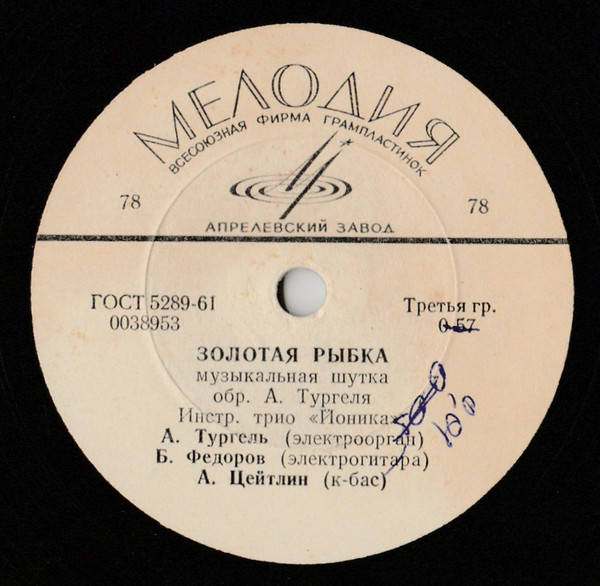 МЕЛОДИЯ
ВСЕСОЮЗНАЯ ФИРМА ГРАМПЛАСТИНОК
78 78
АПРЕЛЕВСКИЙ ЗАВОД
ГОСТ 5289-61 Третья гр.
0038953 0-57
ЗОЛОТАЯ РЫБКА
музыкальная шутка
обр. А. Тургеля
Инстр. трио «Йоника»
А. Тургель (электроорган)
Б. Федоров (электрогитара)
А. Цейтлин (к-бас)